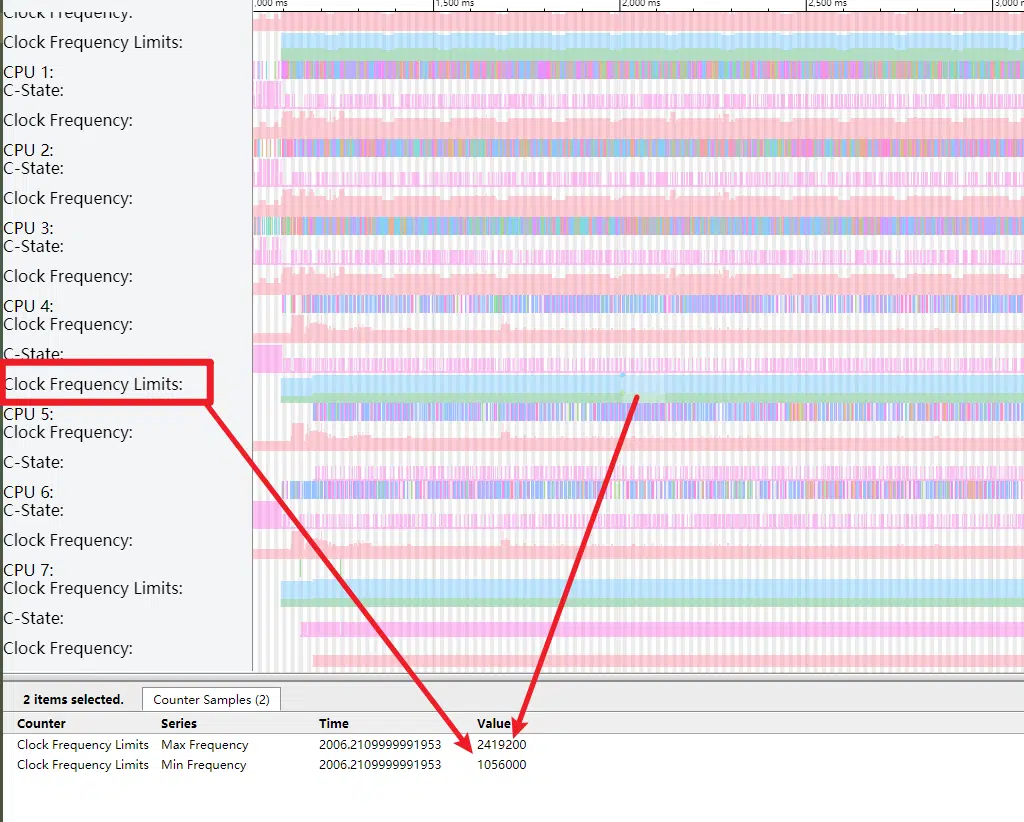 ,000 ms 1,500 ms 2,000 ms 2,500 ms 3,000 m
Clock Frequency:
Clock Frequency Limits:
CPU 1:
C-State:
Clock Frequency:
CPU 2:
C-State:
Clock Frequency:
CPU 3:
C-State:
Clock Frequency:
CPU 4:
Clock Frequency:
C-State:
Clock Frequency Limits:
CPU 5:
Clock Frequency:
C-State:
CPU 6:
C-State:
Clock Frequency:
CPU 7:
Clock Frequency Limits:
C-State:
Clock Frequency:
2 items selected. Counter Samples (2)
Counter Series Time Value
Clock Frequency Limits Max Frequency 2006.2109999991953 2419200
Clock Frequency Limits Min Frequency 2006.2109999991953 1056000